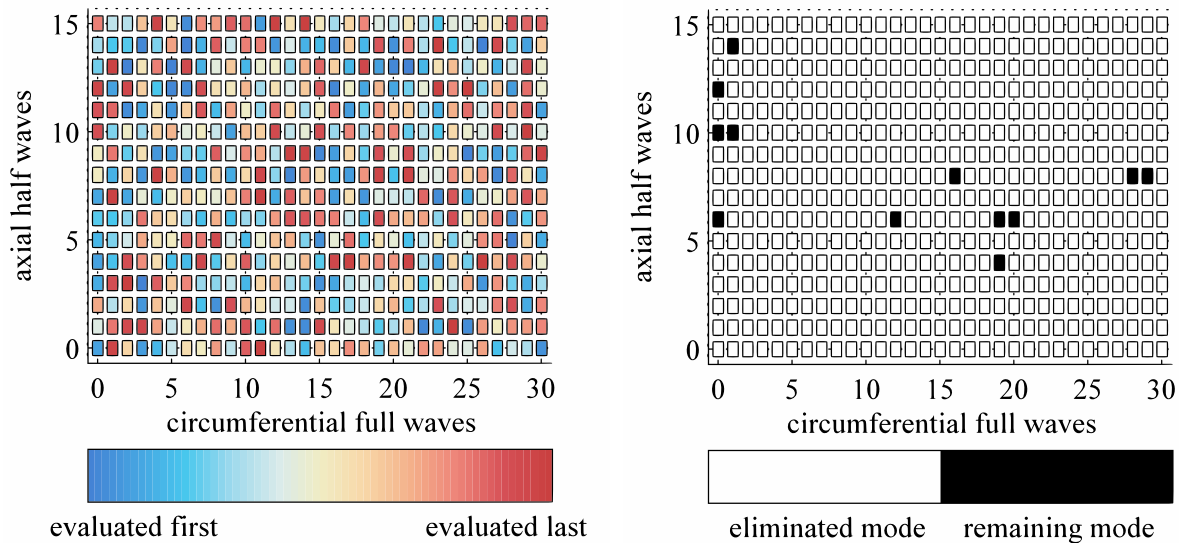 15
10
5
0
axial half waves
0 5 10 15 20 25 30
circumferential full waves
evaluated first evaluated last
15
10
5
0
axial half waves
0 5 10 15 20 25 30
circumferential full waves
eliminated mode remaining mode